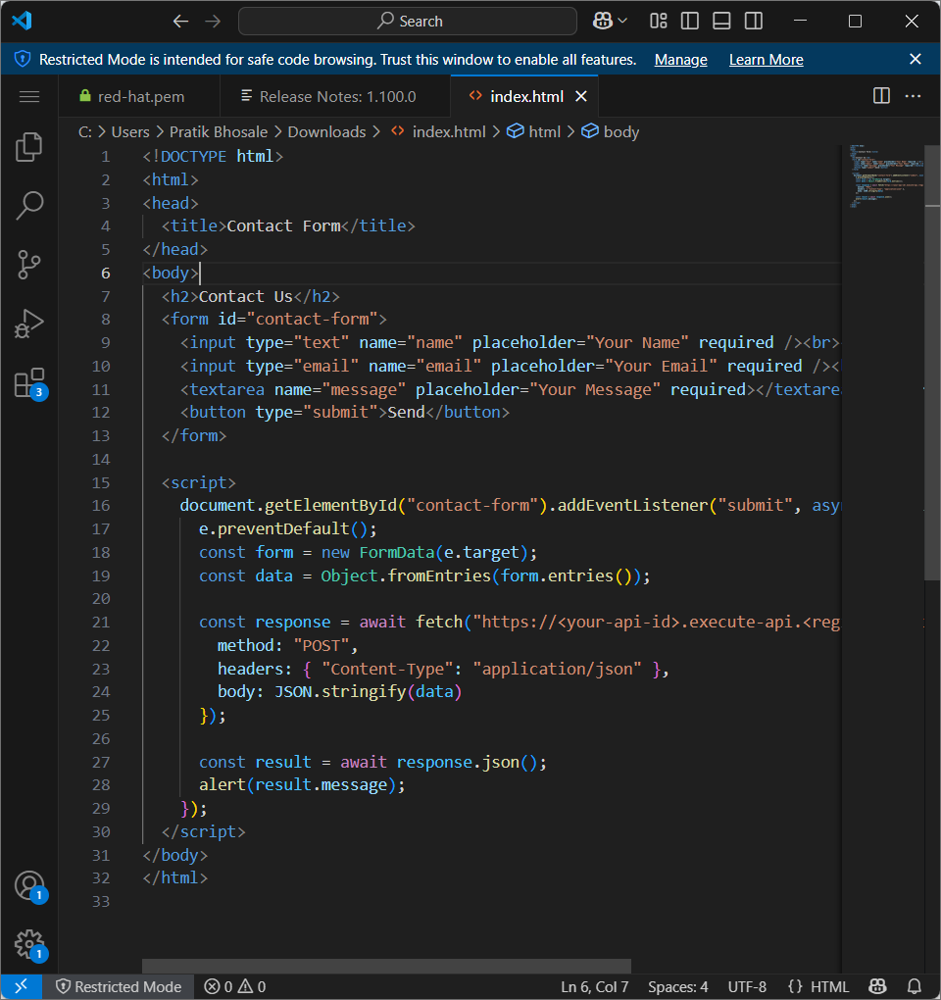 Search
Restricted Mode is intended for safe code browsing. Trust this window to enable all features. Manage Learn More
red-hat.pem Release Notes: 1.100.0 index.html
C: > Users > Pratik Bhosale > Downloads > index.html > html > body
1 <!DOCTYPE html>
2 <html>
3 <head>
4 <title>Contact Form</title>
5 </head>
6 <body>
7 <h2>Contact Us</h2>
8 <form id="contact-form">
9 <input type="text" name="name" placeholder="Your Name" required /><br>
10 <input type="email" name="email" placeholder="Your Email" required /><
11 <textarea name="message" placeholder="Your Message" required></textarea
12 <button type="submit">Send</button>
13 </form>
14
15 <script>
16 document.getElementById("contact-form").addEventListener("submit", asyn
17 e.preventDefault();
18 const form = new FormData(e.target);
19 const data = Object.fromEntries(form.entries());
20
21 const response = await fetch("https://<your-api-id>.execute-api.<reg
22 method: "POST",
23 headers: { "Content-Type": "application/json" },
24 body: JSON.stringify(data)
25 });
26
27 const result = await response.json();
28 alert(result.message);
29 });
30 </script>
31 </body>
32 </html>
33
3
1
1
Restricted Mode 0 0 Ln 6, Col 7 Spaces: 4 UTF-8 {} HTML